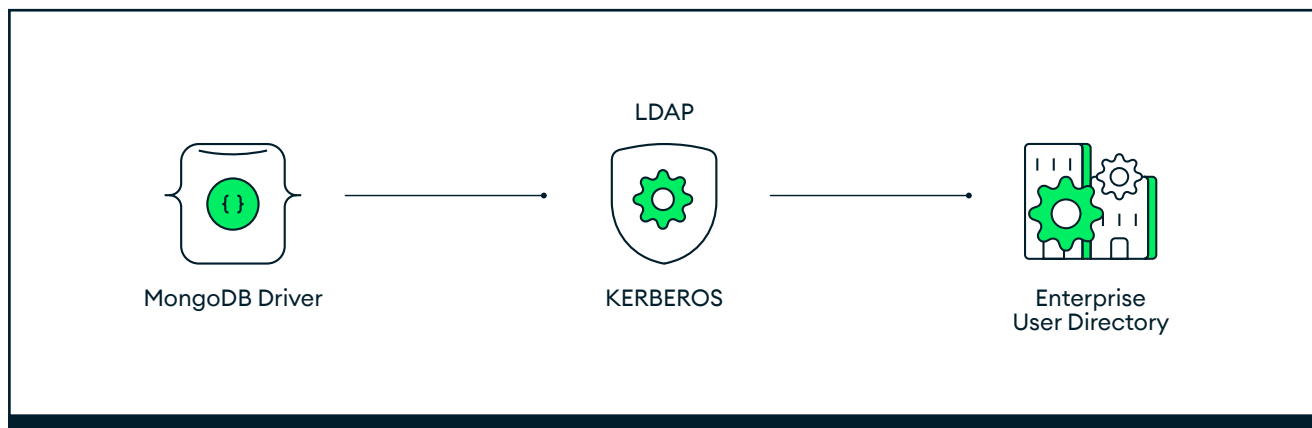 LDAP
{ }
MongoDB Driver
KERBEROS
Enterprise
User Directory